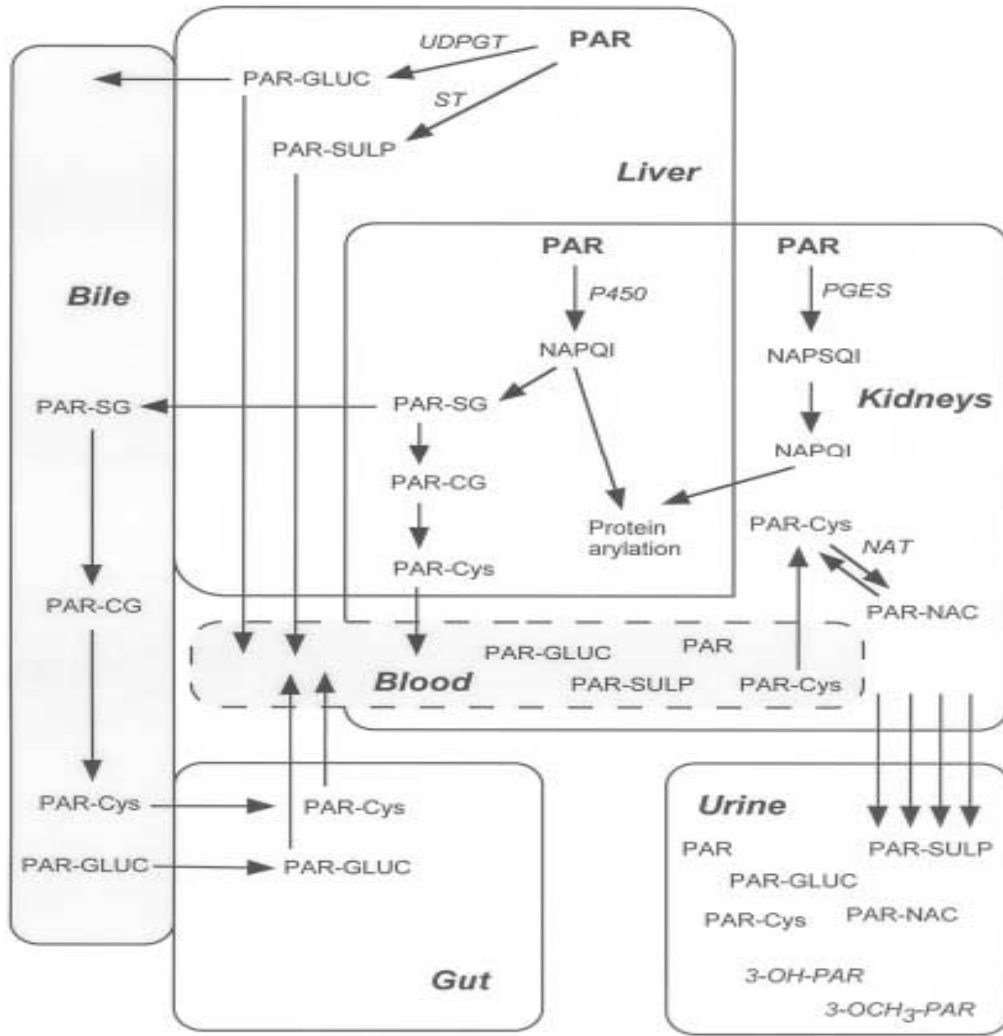 UDPGT
PAR
PAR-GLUC
ST
PAR-SULP
Liver
PAR
PAR
Bile
P450
PGES
NAPQI
NAPSQI
PAR-SG
PAR-SG
Kidneys
PAR-CG
NAPQI
Protein
arylation
PAR-Cys
NAT
PAR-Cys
PAR-CG
PAR-NAC
PAR-GLUC
PAR
Blood
PAR-SULP
PAR-Cys
PAR-Cys
PAR-Cys
Urine
PAR-GLUC
PAR-GLUC
PAR
PAR-SULP
PAR-GLUC
PAR-Cys
PAR-NAC
Gut
3-OH-PAR
3-OCH3-PAR